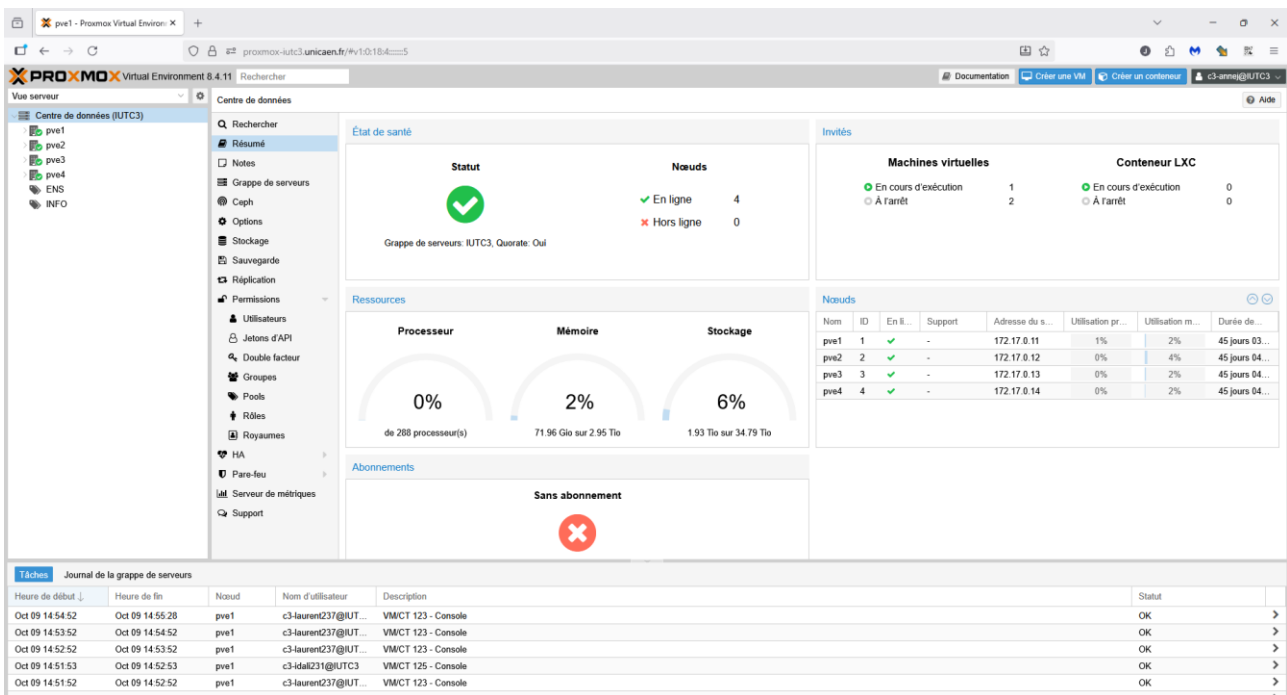 pve1 - Proxmox Virtual Environ
proxmox-iutc3.unicaen.fr/#v1:0:18:4::::::5
PROXMOX Virtual Environment 8.4.11 Rechercher Documentation Créer une VM Créer un conteneur c3-annej@IUTC3
Vue serveur
Centre de données (IUTC3)
pve1
pve2
pve3
pve4
ENS
INFO
Centre de données Aide
Rechercher
Résumé
Notes
Grappe de serveurs
Ceph
Options
Stockage
Sauvegarde
Réplication
Permissions
Utilisateurs
Jetons d'API
Double facteur
Groupes
Pools
Rôles
Royaumes
HA
Pare-feu
Serveur de métriques
Support
État de santé
Statut
Grappe de serveurs: IUTC3, Quorate: Oui
Nœuds
En ligne 4
Hors ligne 0
Invités
Machines virtuelles
En cours d'exécution 1
À l'arrêt 2
Conteneur LXC
En cours d'exécution 0
À l'arrêt 0
Ressources
Processeur
0%
de 288 processeur(s)
Mémoire
2%
71.96 Gio sur 2.95 Tio
Stockage
6%
1.93 Tio sur 34.79 Tio
Nœuds
Nom ID En li... Support Adresse du s... Utilisation pr... Utilisation m... Durée de...
pve1 1 - 172.17.0.11 1% 2% 45 jours 03...
pve2 2 - 172.17.0.12 0% 4% 45 jours 04...
pve3 3 - 172.17.0.13 0% 2% 45 jours 04...
pve4 4 - 172.17.0.14 0% 2% 45 jours 04...
Abonnements
Sans abonnement
Tâches Journal de la grappe de serveurs
Heure de début ↓ Heure de fin Nœud Nom d'utilisateur Description Statut
Oct 09 14:54:52 Oct 09 14:55:28 pve1 c3-laurent237@IUT... VM/CT 123 - Console OK
Oct 09 14:53:52 Oct 09 14:54:52 pve1 c3-laurent237@IUT... VM/CT 123 - Console OK
Oct 09 14:52:52 Oct 09 14:53:52 pve1 c3-laurent237@IUT... VM/CT 123 - Console OK
Oct 09 14:51:53 Oct 09 14:52:53 pve1 c3-idali231@IUTC3 VM/CT 125 - Console OK
Oct 09 14:51:52 Oct 09 14:52:52 pve1 c3-laurent237@IUT... VM/CT 123 - Console OK